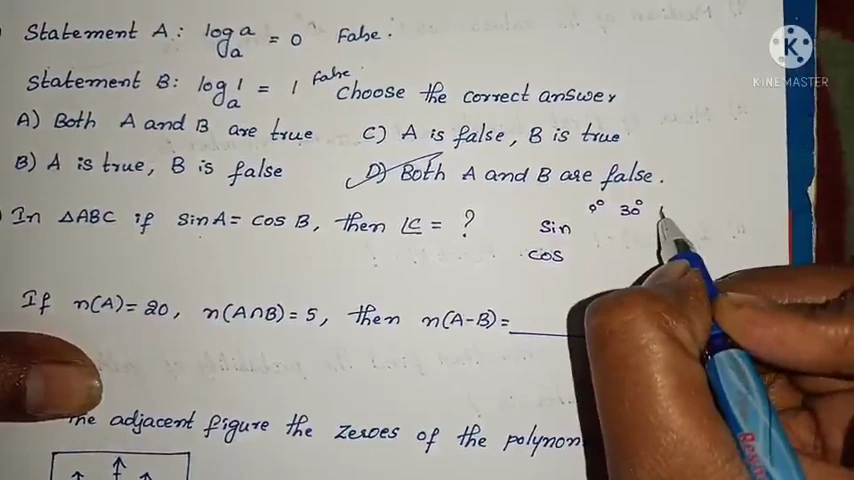 Statement A: log_a a = 0 False.
Statement B: log_a 1 = 1 False
choose the correct answer
A) Both A and B are true C) A is false, B is true
B) A is true, B is false D) Both A and B are false.
In ΔABC if sinA = cos B, then ∠C = ?
0° 30°
sin
cos
If n(A) = 20, n(A∩B) = 5, then n(A-B) = ____
The adjacent figure the zeroes of the polynom
K
KINEMASTER